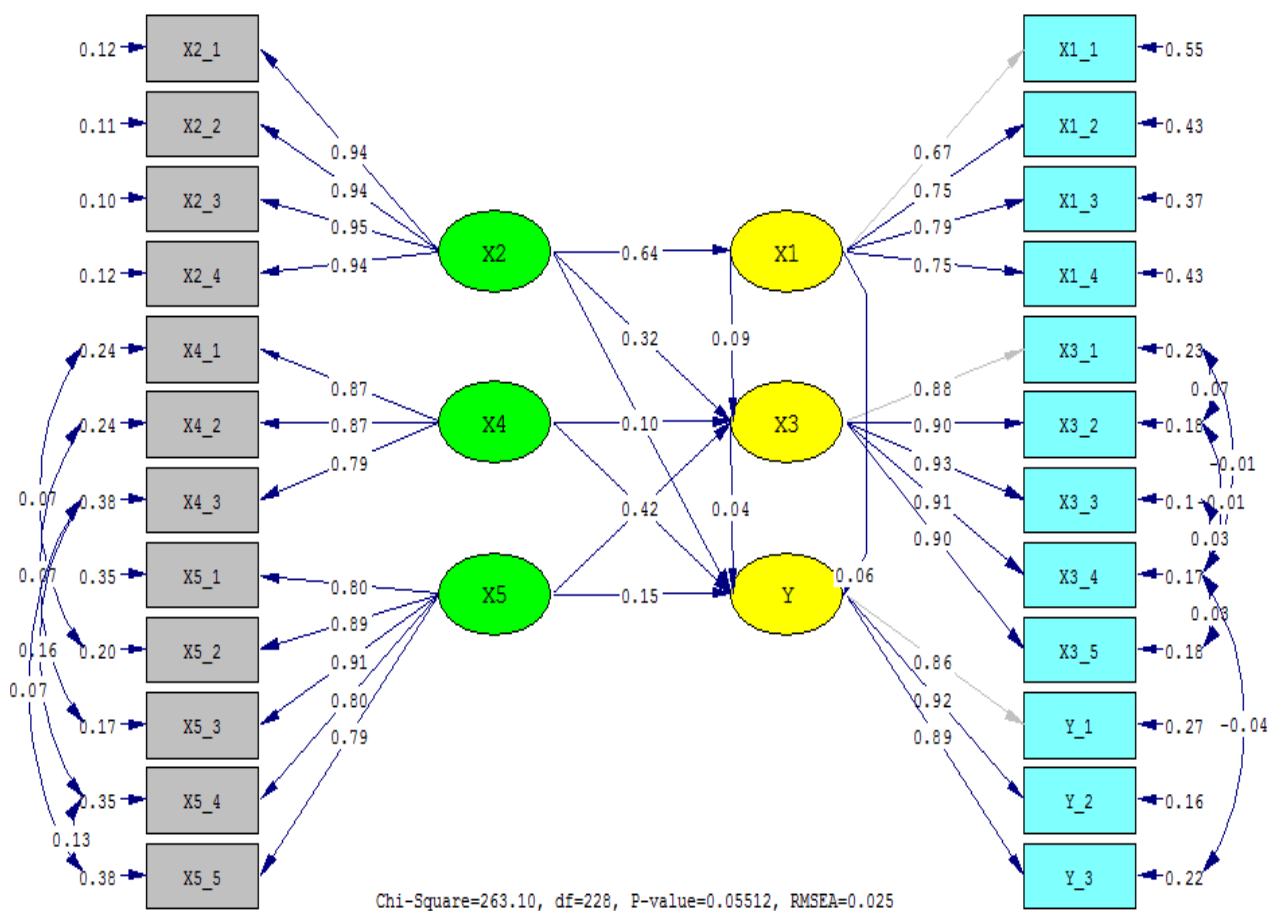 0.12 X2_1 X1_1 0.55
0.11 X2_2 X1_2 0.43
0.94 0.67
0.94 0.75
0.10 X2_3 X1_3 0.37
0.95 0.79
0.94 0.75
X2 0.64 X1
0.12 X2_4 X1_4 0.43
0.32 0.09
0.24 X4_1 X3_1 0.23
0.87 0.88 0.07
0.24 X4_2 X4 0.10 X3 0.90 X3_2 0.18
0.87
0.79 0.93 -0.01
0.07 0.38 X4_3 0.42 0.04 0.91 X3_3 0.1 -0.01
0.90 0.03
0.07 0.35 X5_1 0.80 0.06 X3_4 0.17
X5 0.15 Y
0.89 0.03
0.16 0.20 X5_2 X3_5 0.18
0.91 0.86
0.07 0.80 0.92
0.17 X5_3 0.79 0.89 Y_1 0.27 -0.04
0.35 X5_4 Y_2 0.16
0.13
0.38 X5_5 Y_3 0.22
Chi-Square=263.10, df=228, P-value=0.05512, RMSEA=0.025